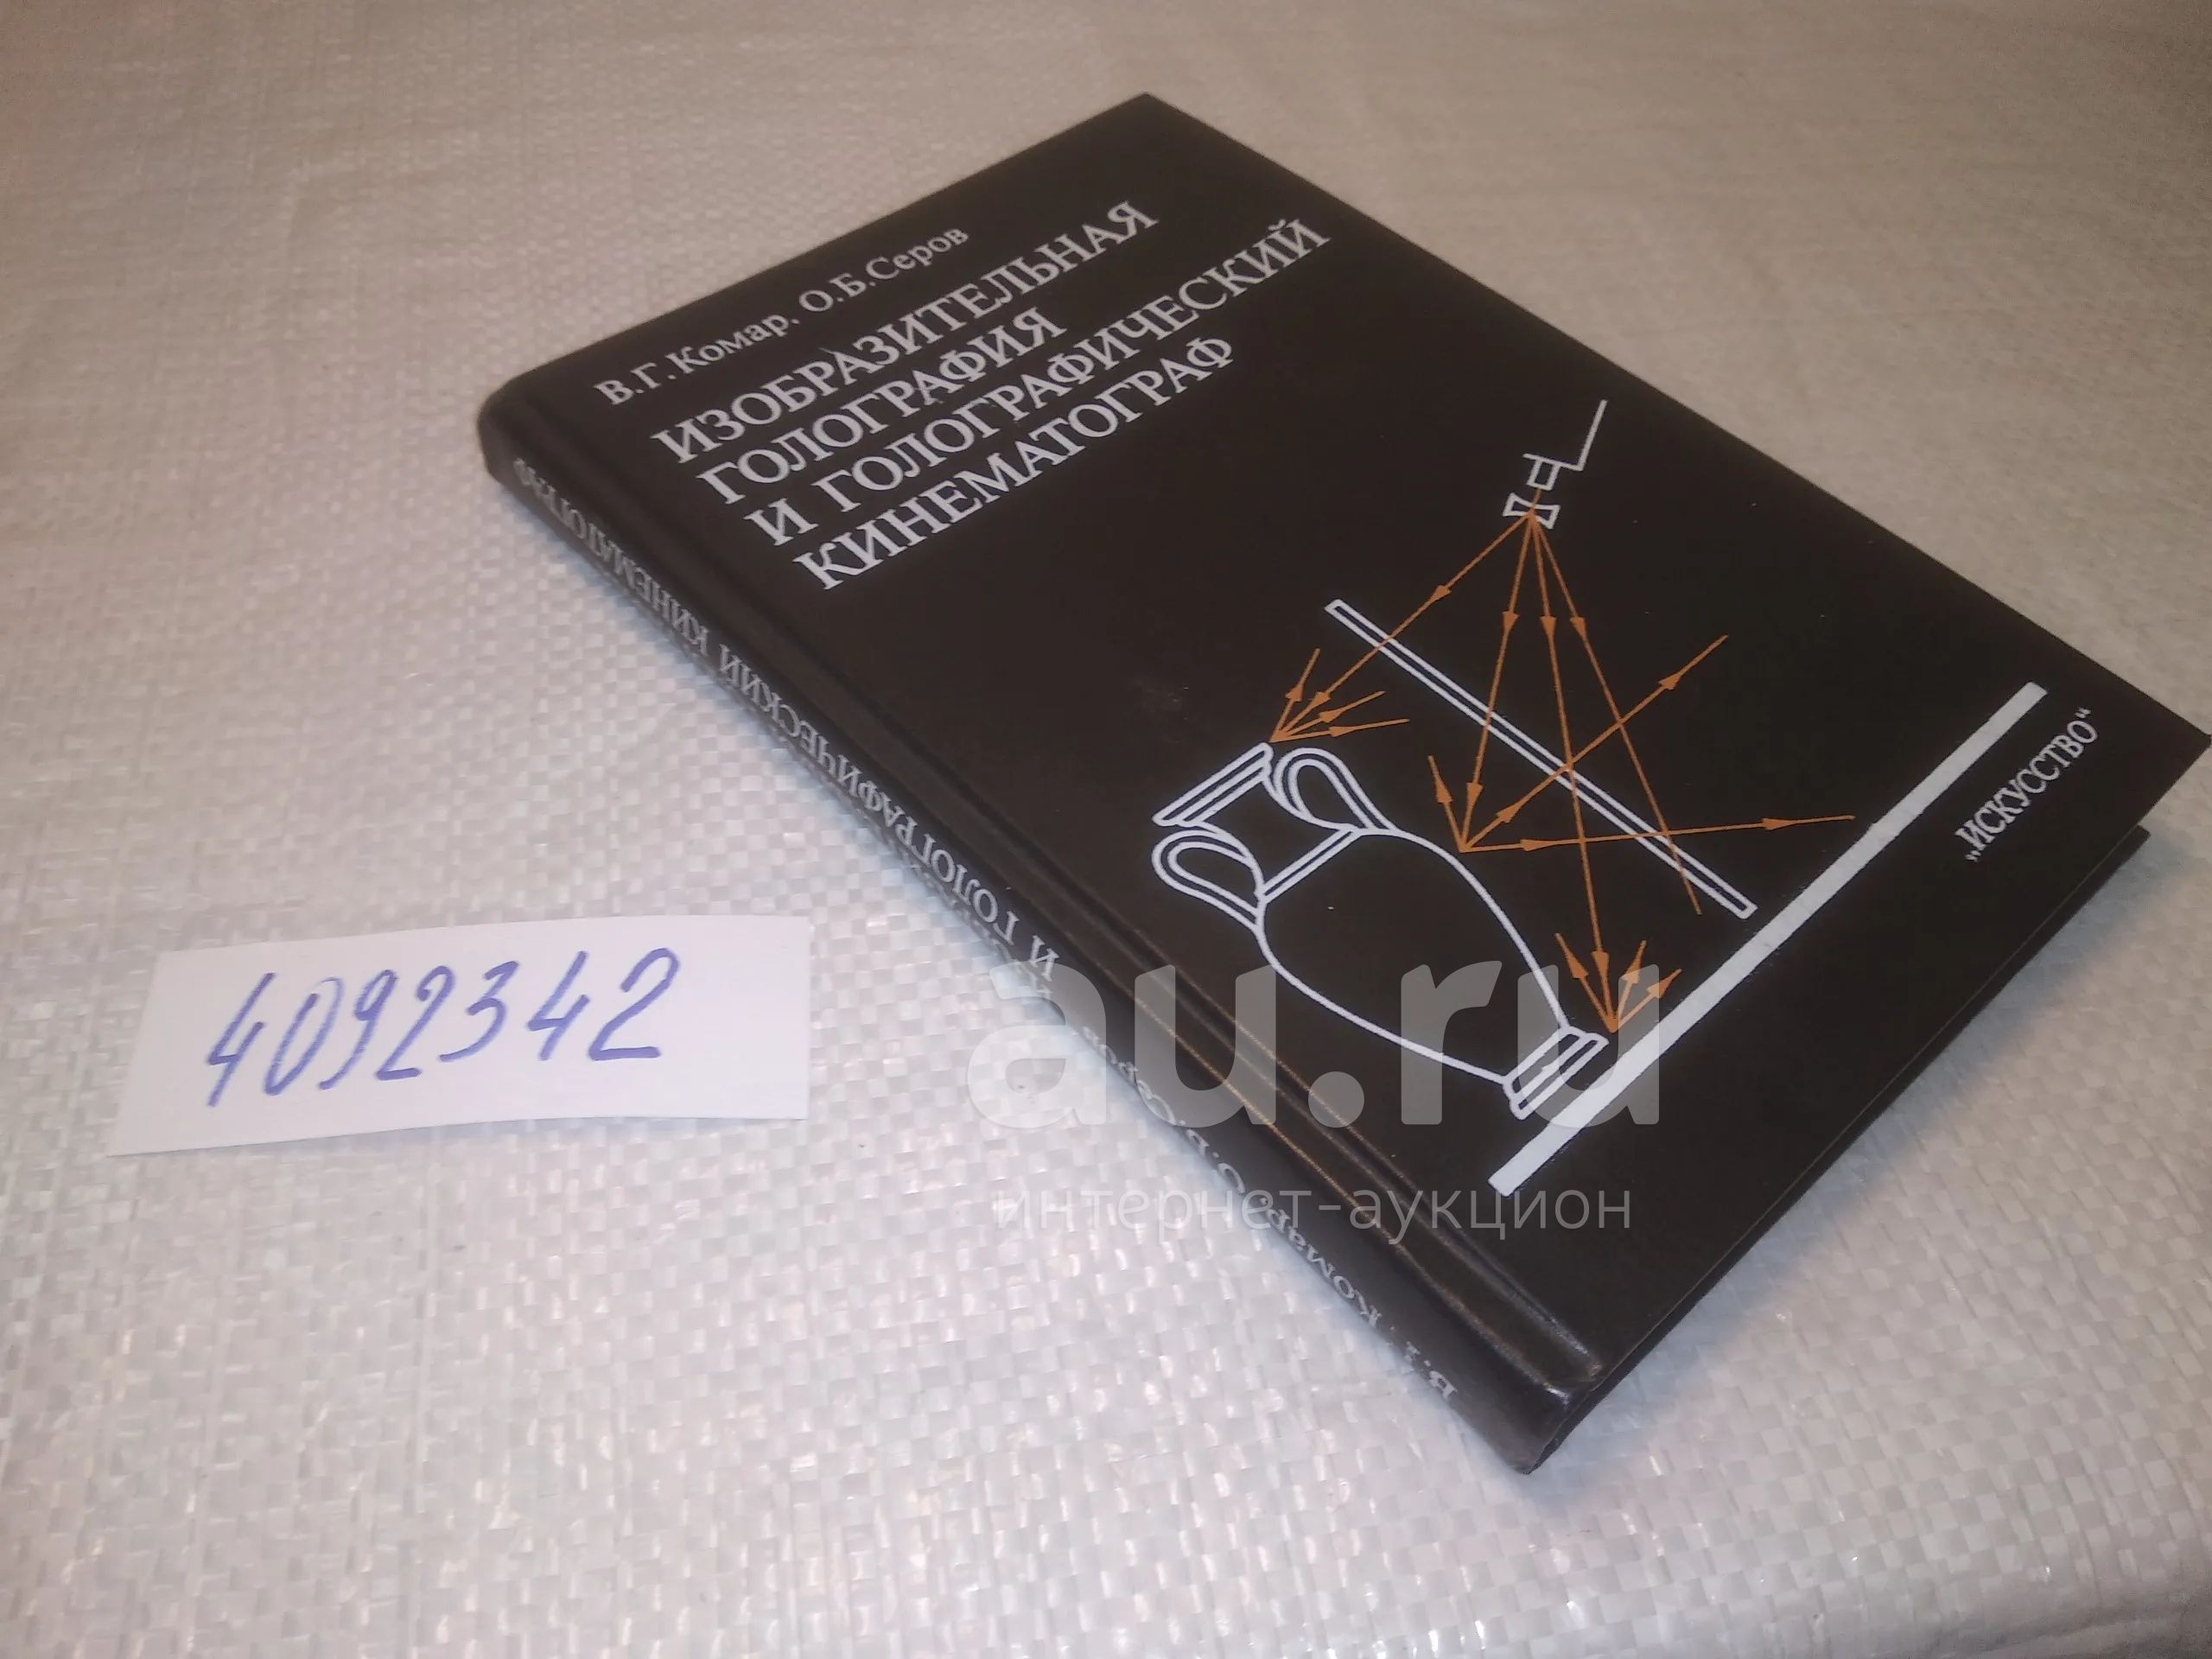 В.Г. Комар, О.Б. Серов
ИЗОБРАЗИТЕЛЬНАЯ
ГОЛОГРАФИЯ
И ГОЛОГРАФИЧЕСКИЙ
КИНЕМАТОГРАФ
„ИСКУССТВО“
В.Г. Комар, О.Б. Серов
И ГОЛОГРАФИЧЕСКИЙ КИНЕМАТОГРАФ
4092342
au.ru
интернет-аукцион